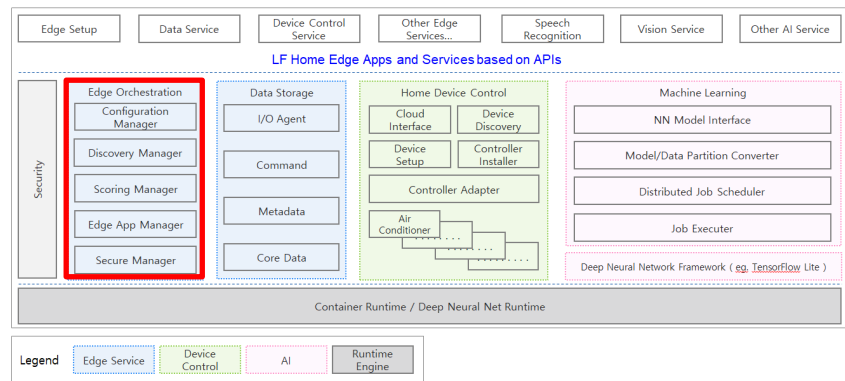 Edge Setup
Data Service
Device Control
Service
Other Edge
Services...
Speech
Recognition
Vision Service
Other AI Service
LF Home Edge Apps and Services based on APIs
Security
Edge Orchestration
Configuration
Manager
Discovery Manager
Scoring Manager
Edge App Manager
Secure Manager
Data Storage
I/O Agent
Command
Metadata
Core Data
Home Device Control
Cloud
Interface
Device
Discovery
Device
Setup
Controller
Installer
Controller Adapter
Air
Conditioner
. . . . . . . .
. . . . . . . .
. . . . . . . . .
Machine Learning
NN Model Interface
Model/Data Partition Converter
Distributed Job Scheduler
Job Executer
Deep Neural Network Framework ( eg. TensorFlow Lite )
Container Runtime / Deep Neural Net Runtime
Legend
Edge Service
Device
Control
AI
Runtime
Engine